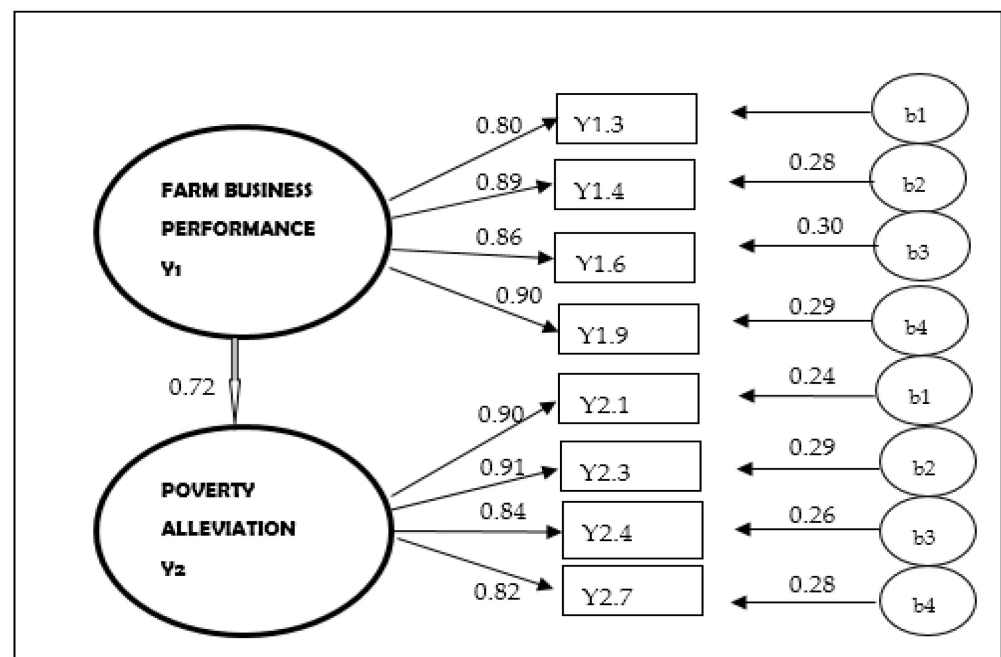 0.80
Y1.3
b1
FARM BUSINESS
PERFORMANCE
Y1
0.89
Y1.4
0.28
b2
0.86
Y1.6
0.30
b3
0.90
Y1.9
0.29
b4
0.72
0.90
Y2.1
0.24
b1
POVERTY
ALLEVIATION
Y2
0.91
Y2.3
0.29
b2
0.84
Y2.4
0.26
b3
0.82
Y2.7
0.28
b4